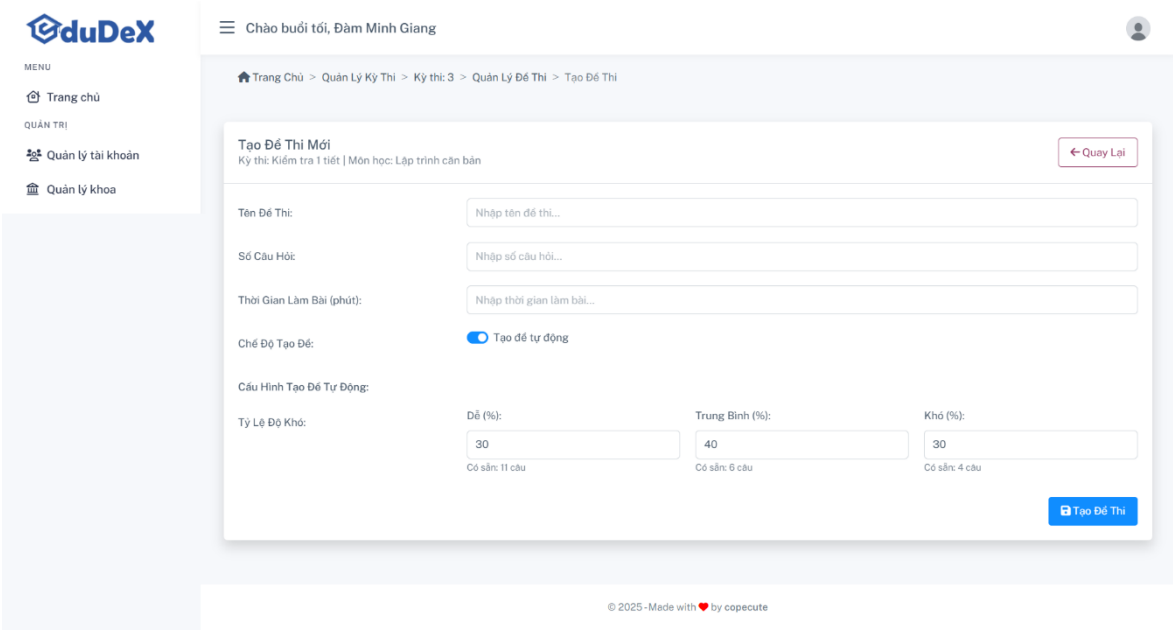 EduDeX
Chào buổi tối, Đàm Minh Giang
MENU
Trang chủ
QUẢN TRỊ
Quản lý tài khoản
Quản lý khoa
Trang Chủ > Quản Lý Kỳ Thi > Kỳ thi: 3 > Quản Lý Đề Thi > Tạo Đề Thi
Tạo Đề Thi Mới
Kỳ thi: Kiểm tra 1 tiết | Môn học: Lập trình căn bản
Quay Lại
Tên Đề Thi:
Nhập tên đề thi...
Số Câu Hỏi:
Nhập số câu hỏi...
Thời Gian Làm Bài (phút):
Nhập thời gian làm bài...
Chế Độ Tạo Đề:
Tạo đề tự động
Cấu Hình Tạo Đề Tự Động:
Tỷ Lệ Độ Khó:
Dễ (%): Trung Bình (%): Khó (%):
30 40 30
Có sẵn: 11 câu Có sẵn: 6 câu Có sẵn: 4 câu
Tạo Đề Thi
© 2025 - Made with ❤ by copecute